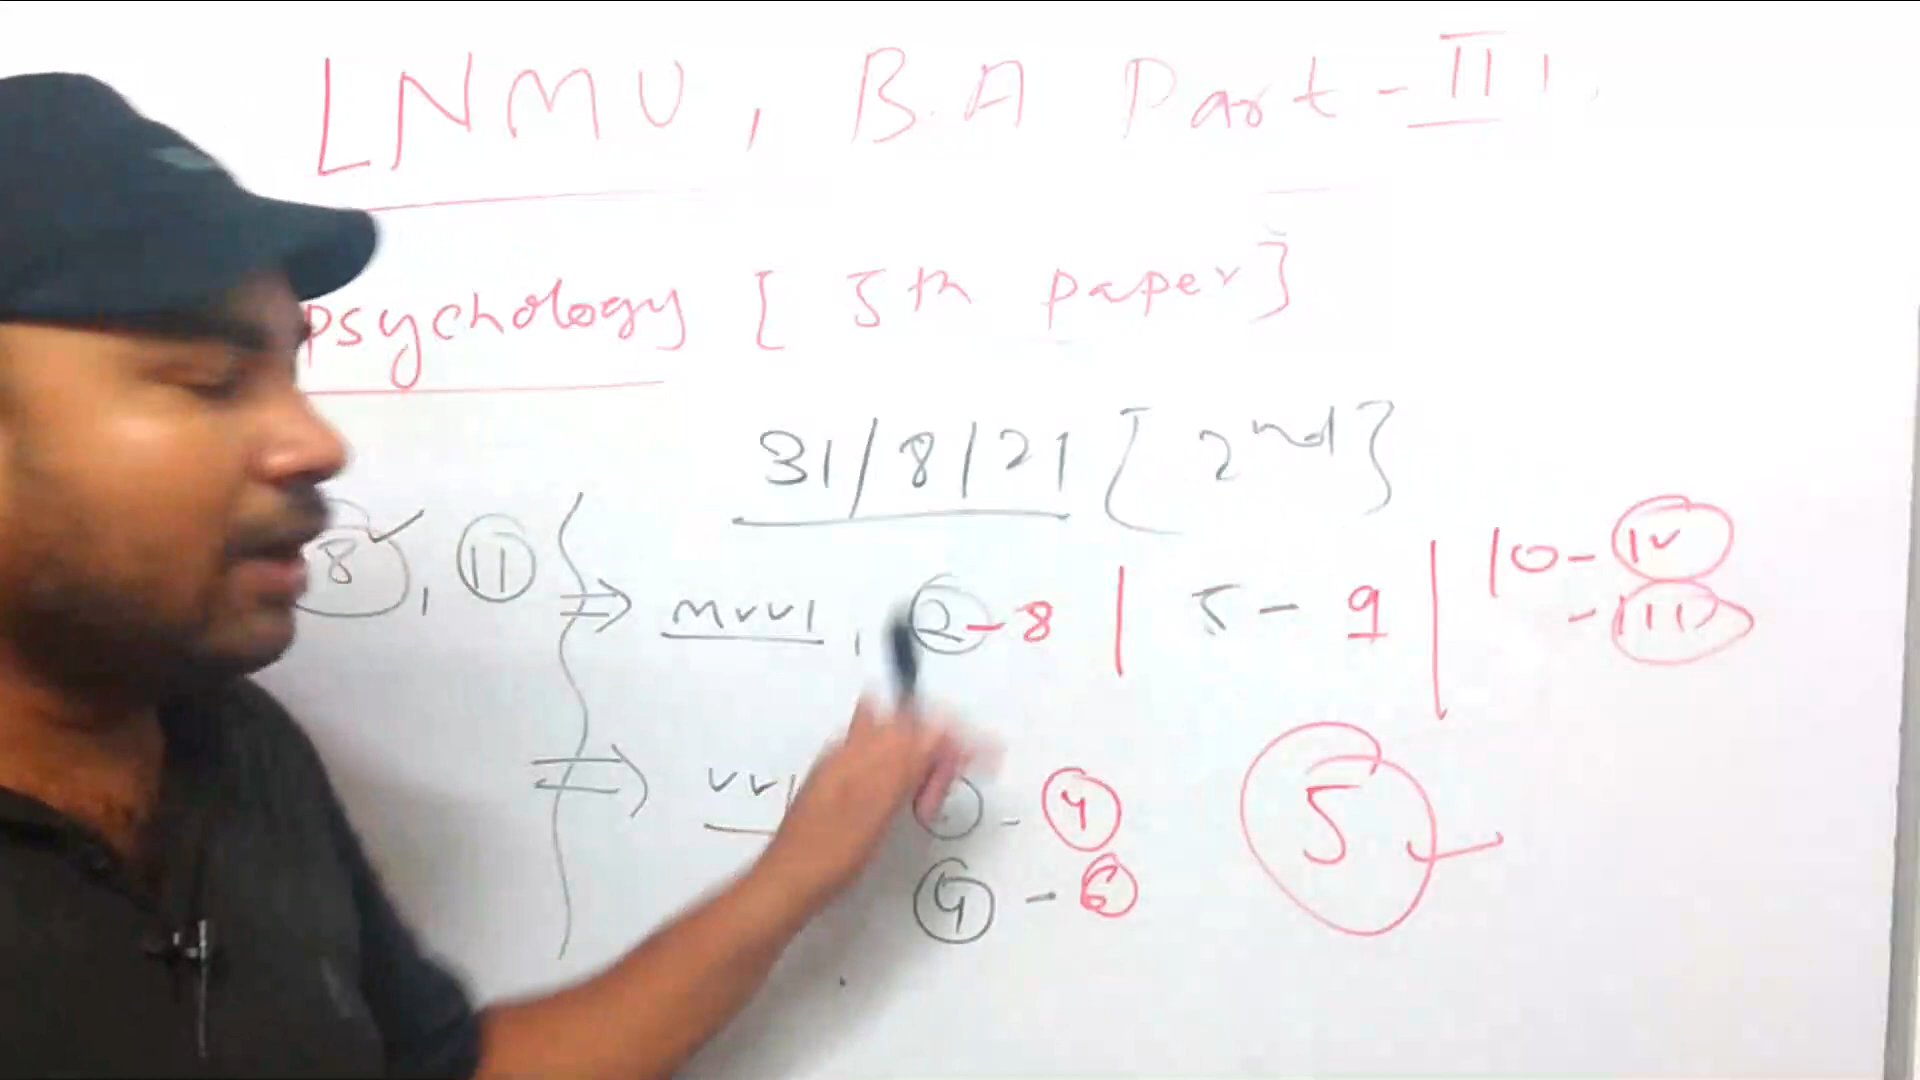 LNMU, B.A Part-III
Psychology [ 5th paper ]
31/8/21 [ 2nd ]
8, 11 ⇒ mvvI, 2-8 | 5-9 | 10-IV
-III
⇒ vvI - 4 5
9 - 6